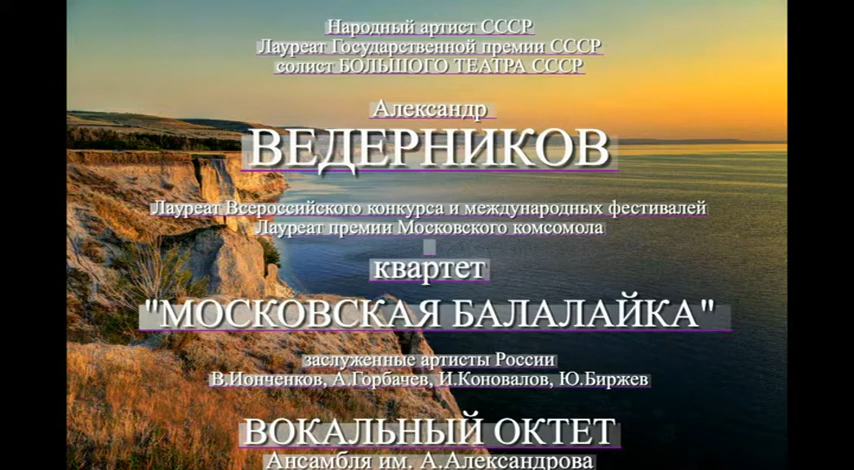 Народный артист СССР
Лауреат Государственной премии СССР
солист БОЛЬШОГО ТЕАТРА СССР
Александр
ВЕДЕРНИКОВ
Лауреат Всероссийского конкурса и международных фестивалей
Лауреат премии Московского комсомола
квартет
"МОСКОВСКАЯ БАЛАЛАЙКА"
заслуженные артисты России
В.Ионченков, А.Горбачев, И.Коновалов, Ю.Биржев
ВОКАЛЬНЫЙ ОКТЕТ
Ансамбля им. А.Александрова